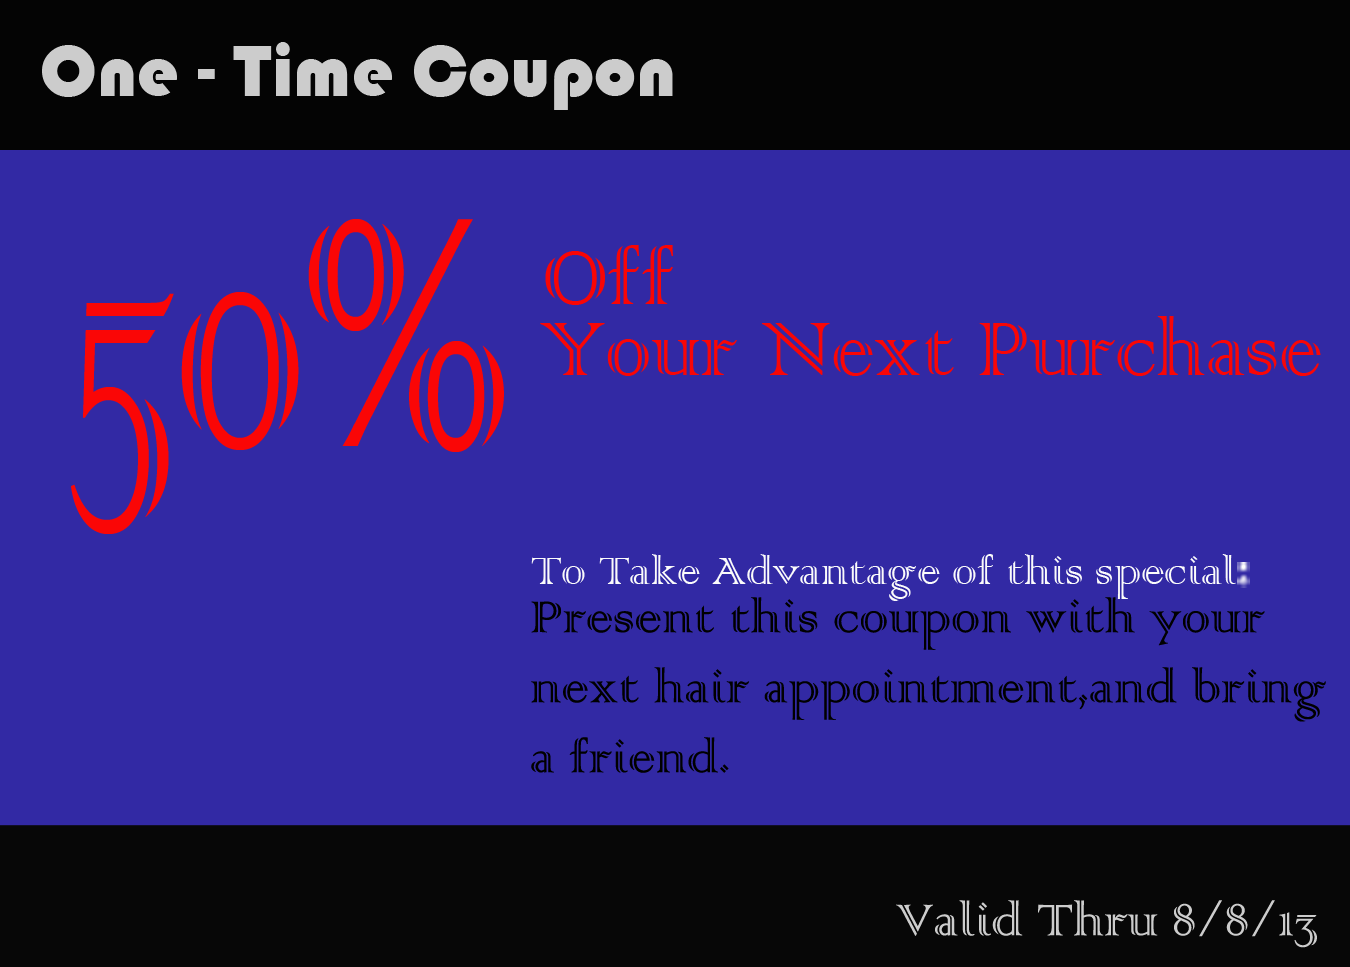 One - Time Coupon
50% Off
Your Next Purchase
To Take Advantage of this special:
Present this coupon with your
next hair appointment,and bring
a friend.
Valid Thru 8/8/13